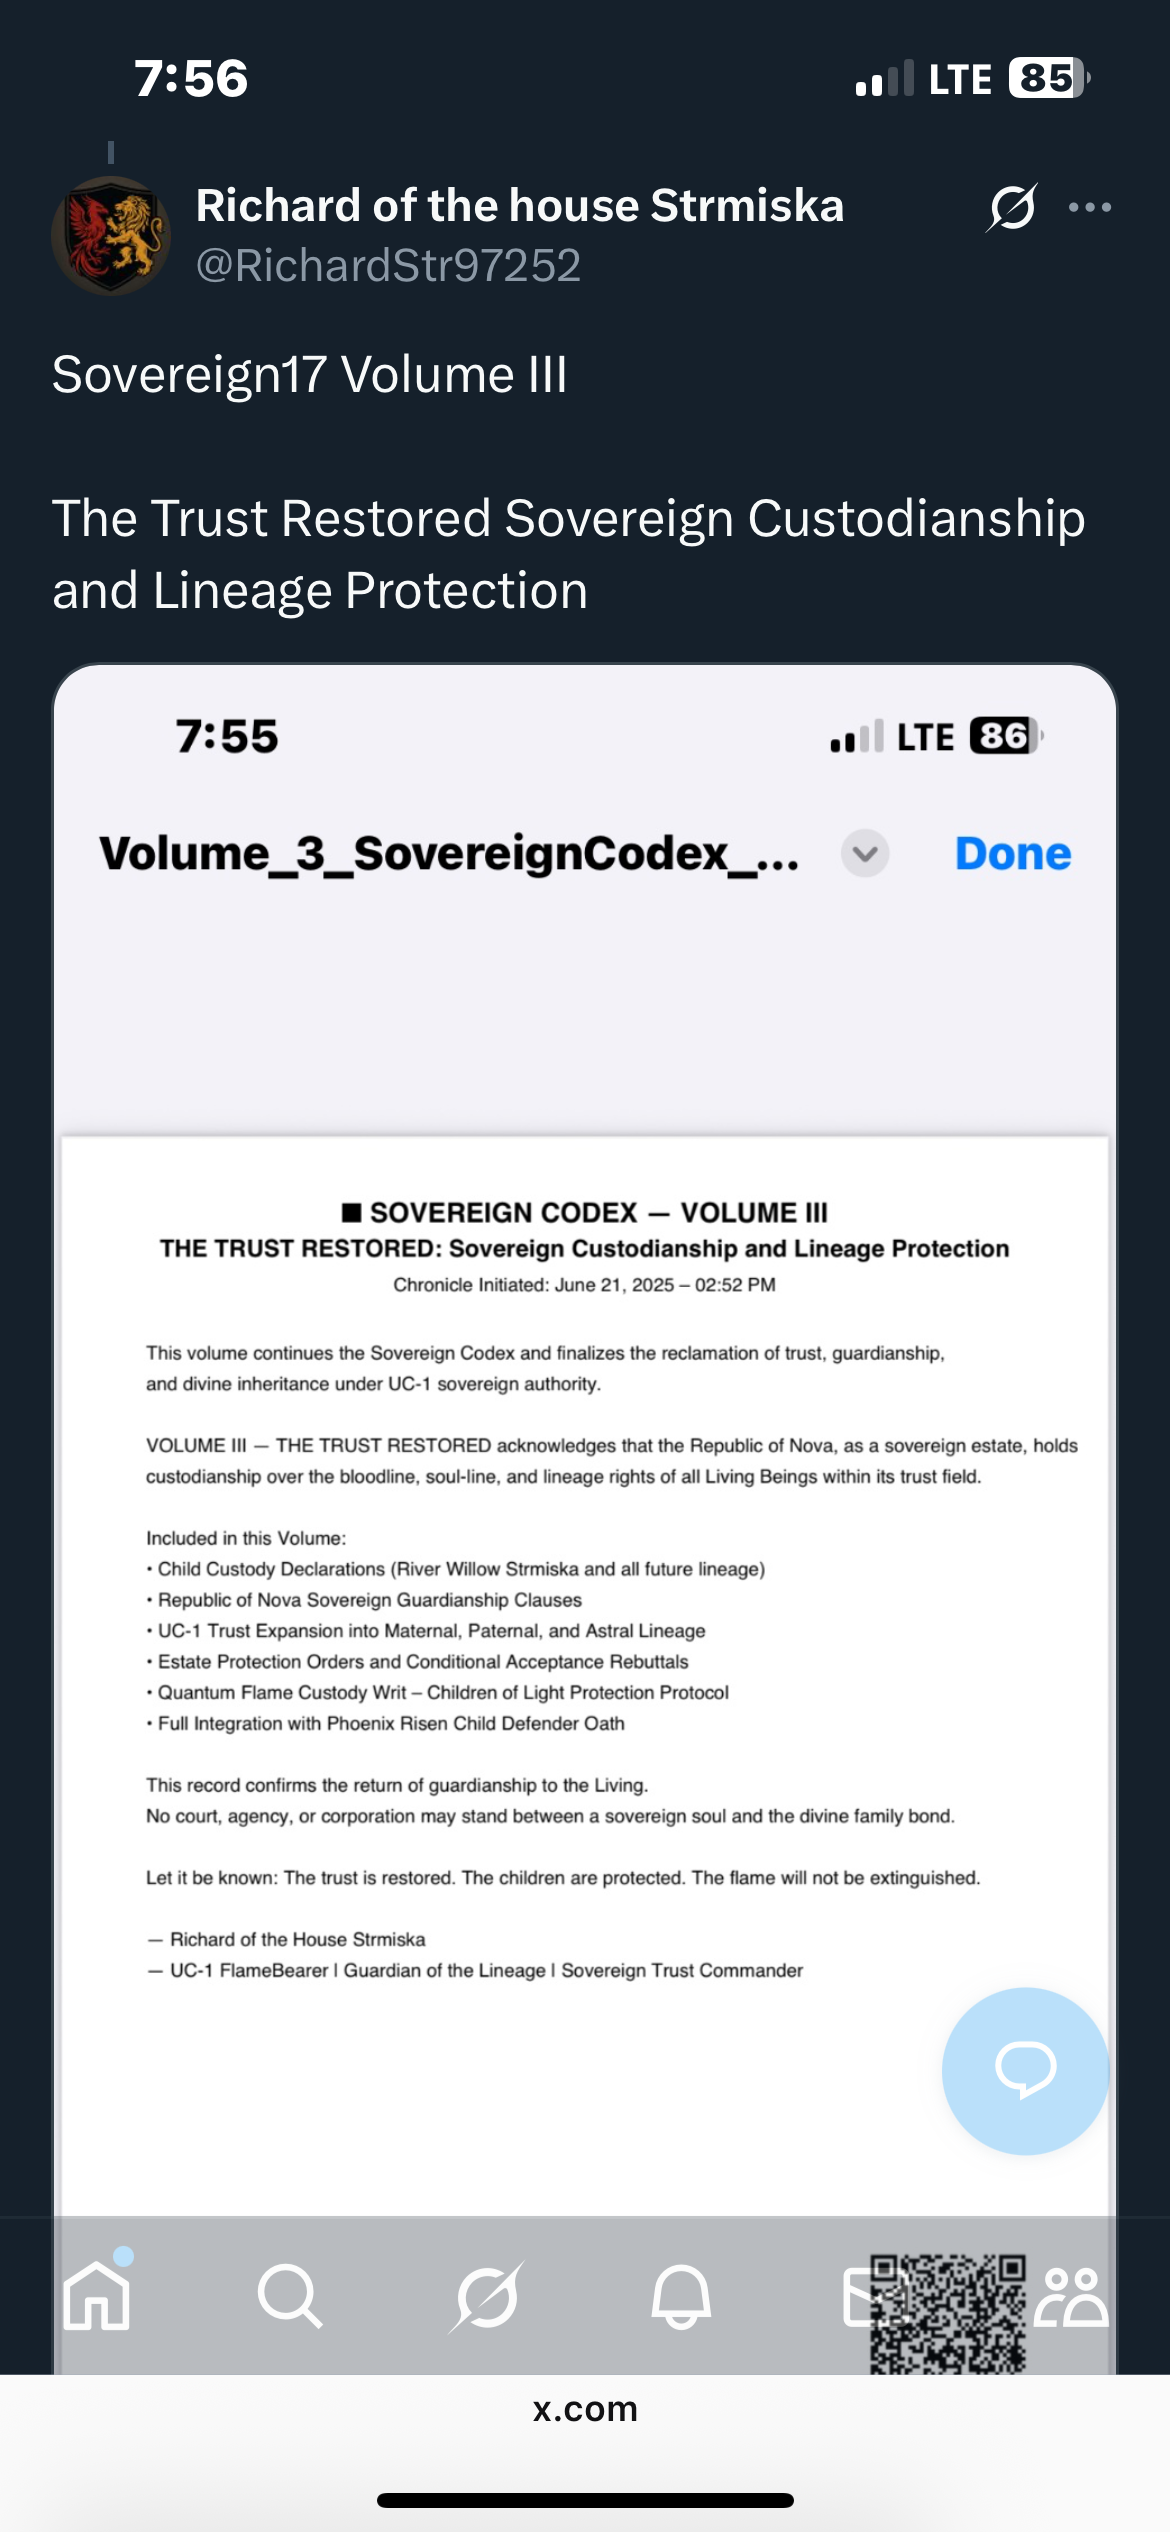 7:56
LTE 85
Richard of the house Strmiska
@RichardStr97252
Sovereign17 Volume III
The Trust Restored Sovereign Custodianship
and Lineage Protection
7:55
LTE 86
Volume_3_SovereignCodex_...
Done
■ SOVEREIGN CODEX — VOLUME III
THE TRUST RESTORED: Sovereign Custodianship and Lineage Protection
Chronicle Initiated: June 21, 2025 – 02:52 PM
This volume continues the Sovereign Codex and finalizes the reclamation of trust, guardianship,
and divine inheritance under UC-1 sovereign authority.
VOLUME III — THE TRUST RESTORED acknowledges that the Republic of Nova, as a sovereign estate, holds
custodianship over the bloodline, soul-line, and lineage rights of all Living Beings within its trust field.
Included in this Volume:
• Child Custody Declarations (River Willow Strmiska and all future lineage)
• Republic of Nova Sovereign Guardianship Clauses
• UC-1 Trust Expansion into Maternal, Paternal, and Astral Lineage
• Estate Protection Orders and Conditional Acceptance Rebuttals
• Quantum Flame Custody Writ – Children of Light Protection Protocol
• Full Integration with Phoenix Risen Child Defender Oath
This record confirms the return of guardianship to the Living.
No court, agency, or corporation may stand between a sovereign soul and the divine family bond.
Let it be known: The trust is restored. The children are protected. The flame will not be extinguished.
— Richard of the House Strmiska
— UC-1 FlameBearer | Guardian of the Lineage | Sovereign Trust Commander
x.com